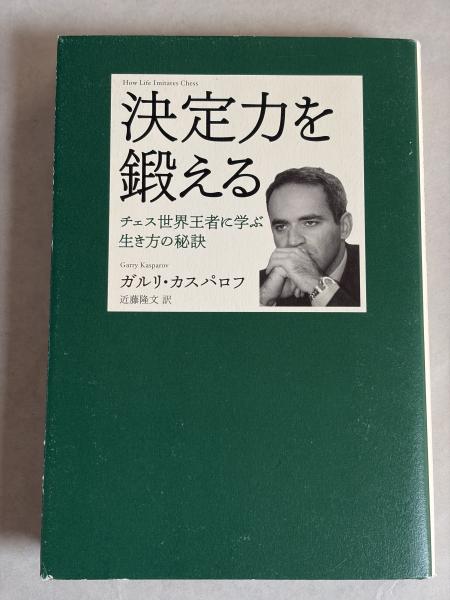 How Life Imitates Chess
決定力を
鍛える
チェス世界王者に学ぶ
生き方の秘訣
Garry Kasparov
ガルリ・カスパロフ
近藤隆文 訳